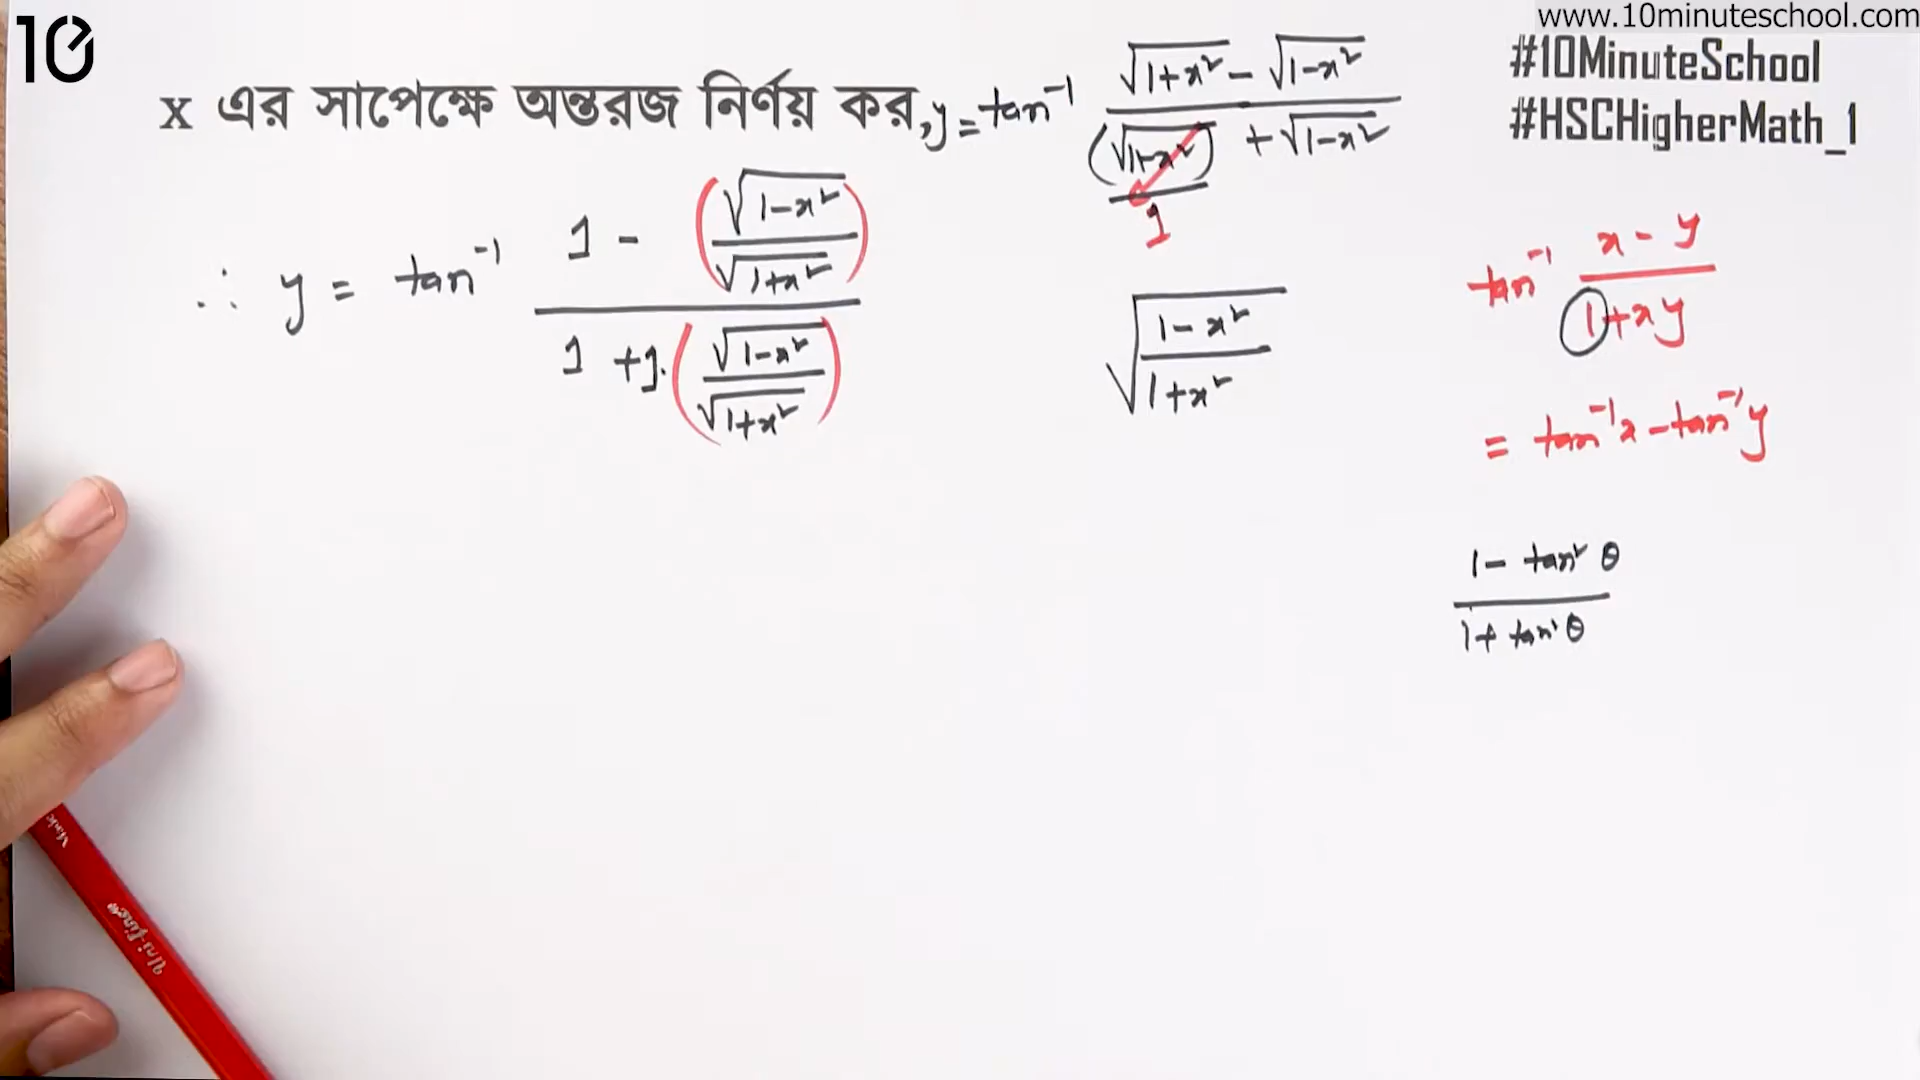 10
www.10minuteschool.com
#10MinuteSchool
#HSCHigherMath_1
x এর সাপেক্ষে অন্তরজ নির্ণয় কর, y = tan⁻¹ (√(1+x²) − √(1−x²)) / ((√(1+x²)) + √(1−x²))
1
∴ y = tan⁻¹ (1 − (√(1−x²) / √(1+x²))) / (1 + 1.(√(1−x²) / √(1+x²)))
√((1−x²) / (1+x²))
tan⁻¹ (x − y) / (1+xy)
= tan⁻¹x − tan⁻¹y
(1 − tan²θ) / (1 + tan²θ)
uni-fine